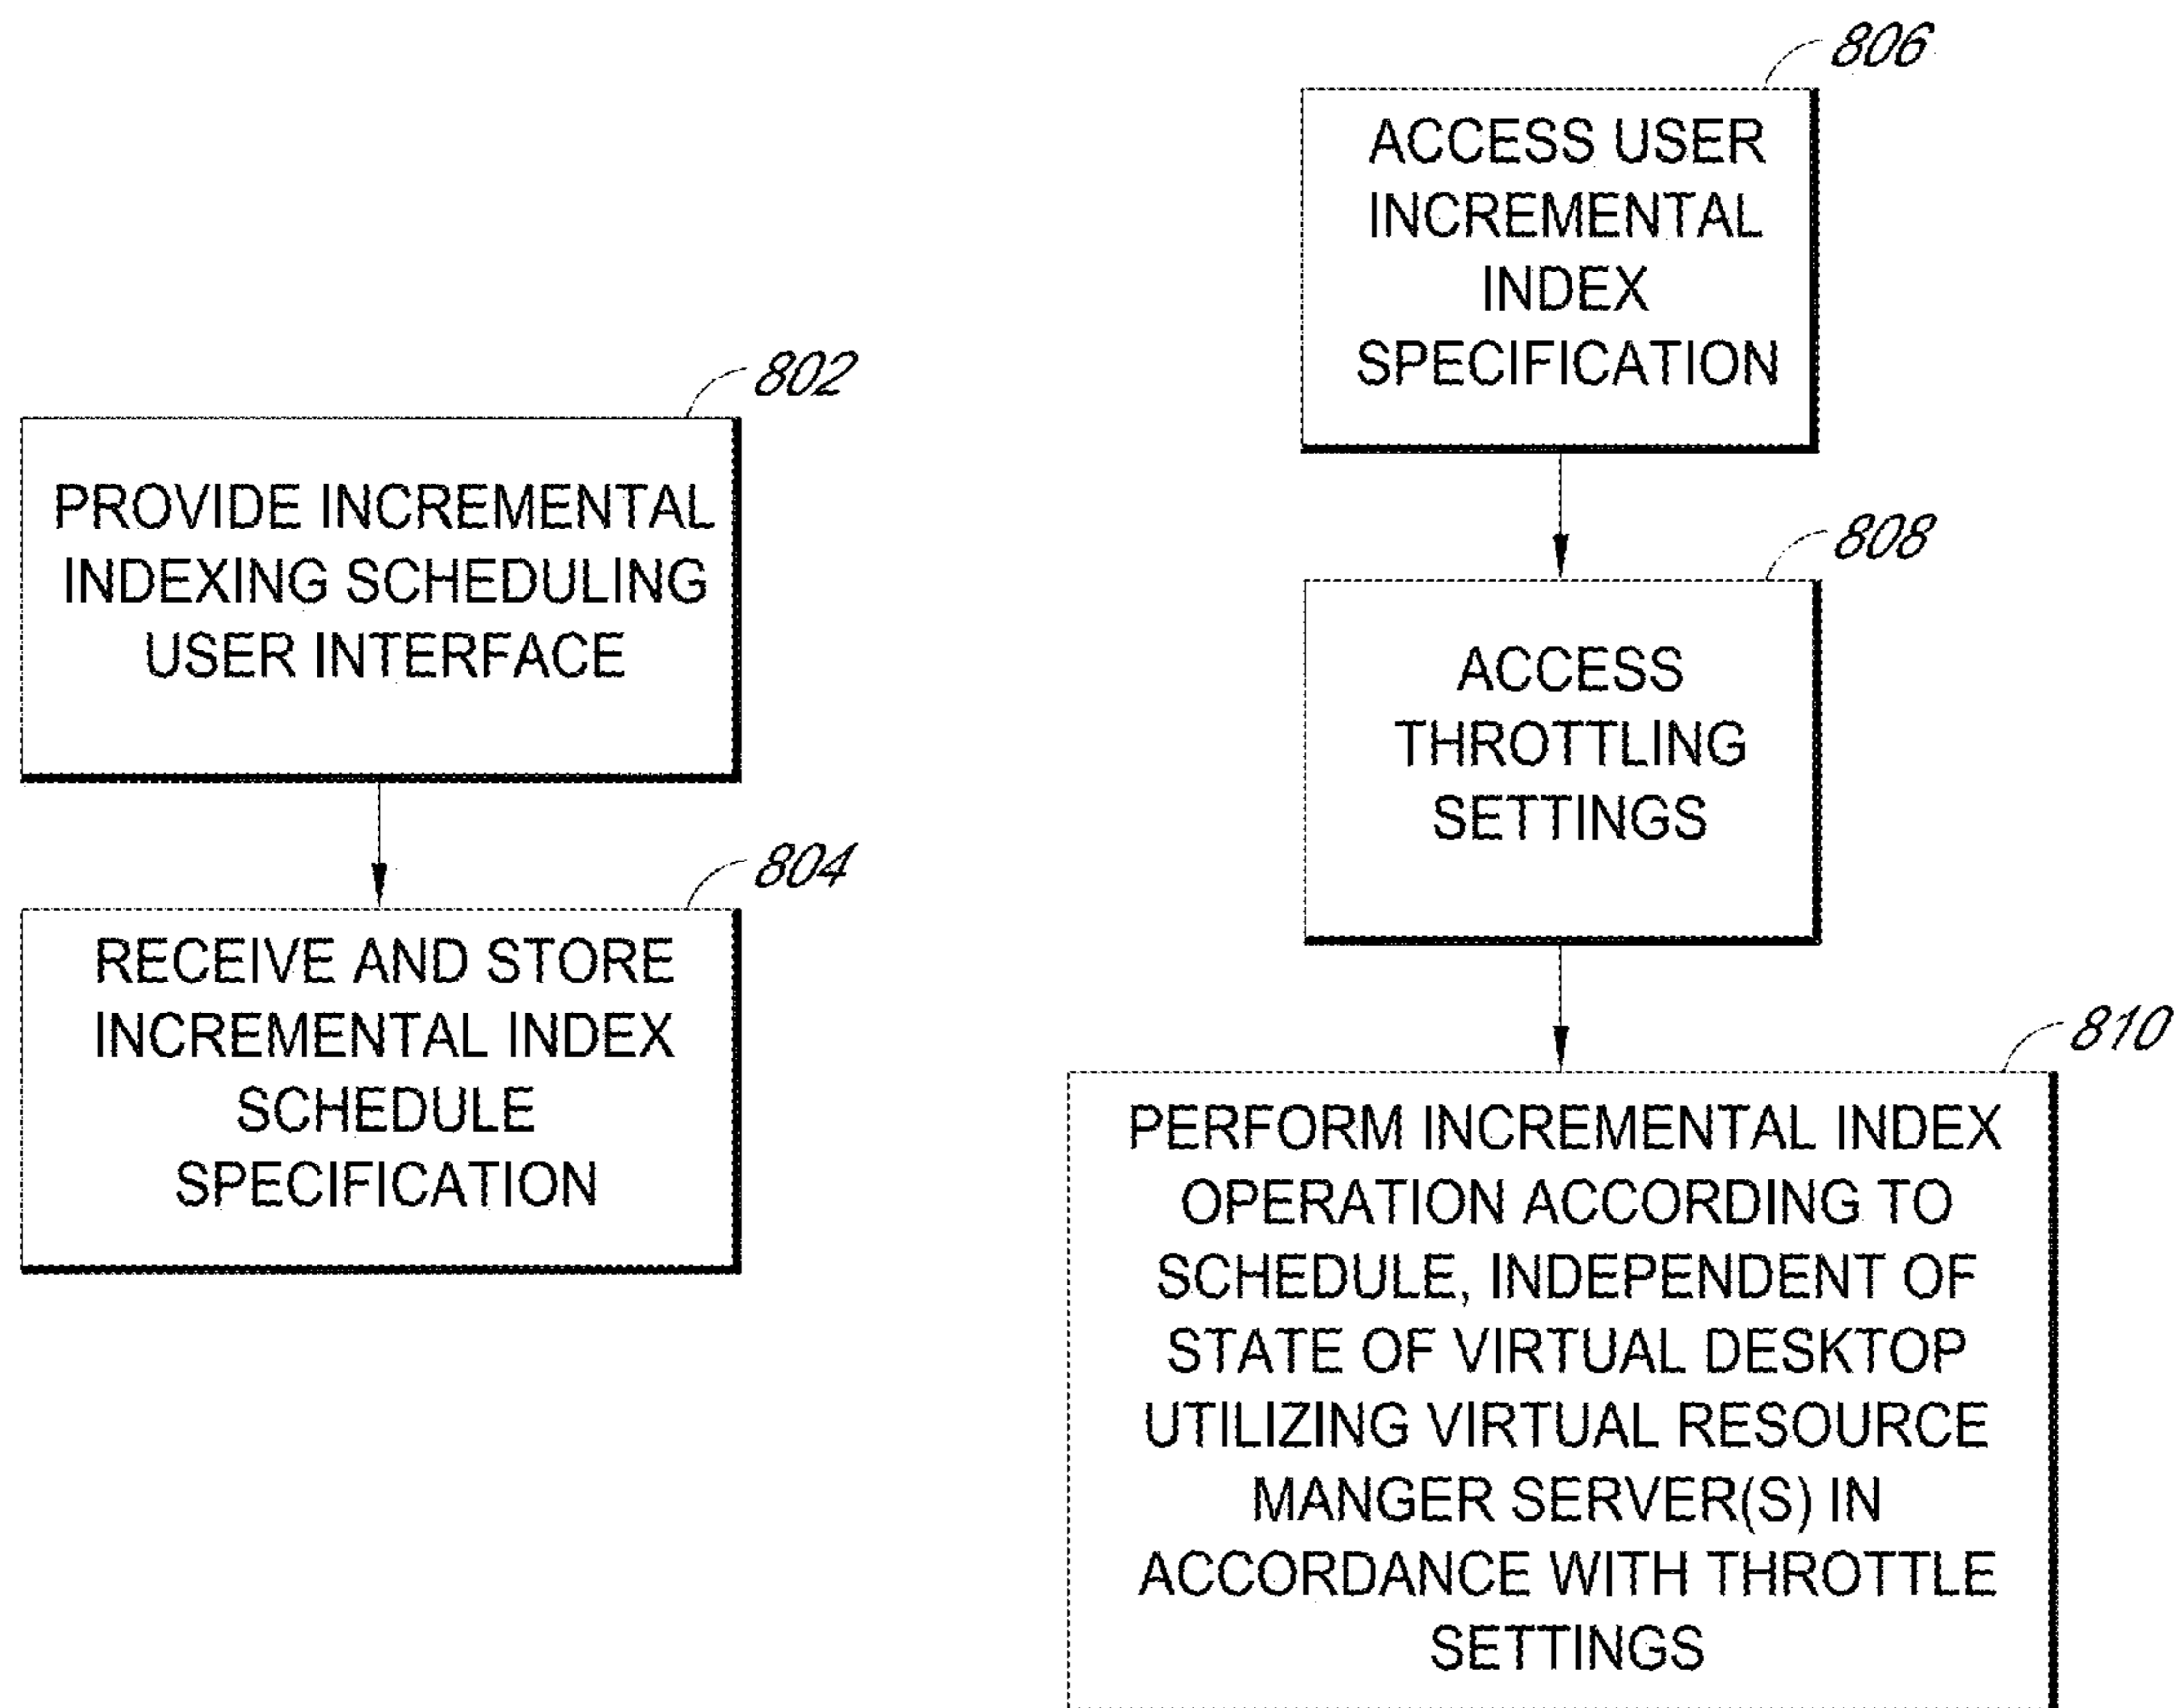 802
PROVIDE INCREMENTAL
INDEXING SCHEDULING
USER INTERFACE
804
RECEIVE AND STORE
INCREMENTAL INDEX
SCHEDULE
SPECIFICATION
806
ACCESS USER
INCREMENTAL
INDEX
SPECIFICATION
808
ACCESS
THROTTLING
SETTINGS
810
PERFORM INCREMENTAL INDEX
OPERATION ACCORDING TO
SCHEDULE, INDEPENDENT OF
STATE OF VIRTUAL DESKTOP
UTILIZING VIRTUAL RESOURCE
MANGER SERVER(S) IN
ACCORDANCE WITH THROTTLE
SETTINGS